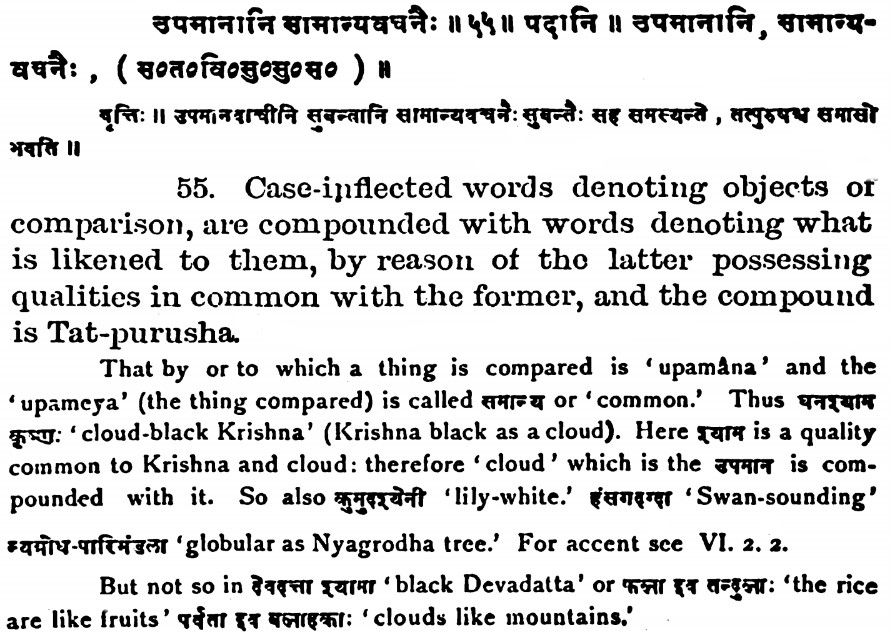 उपमानानि सामान्यवचनैः ॥ ५५॥ पदानि ॥ उपमानानि, सामान्य-
वचनैः, ( स०त०वि०सु०सु०स० ) ॥
वृत्तिः ॥ उपमानवाचीनि सुबन्तानि सामान्यवचनैः सुबन्तैः सह समस्यन्ते, तत्पुरुषश्च समासो
भवति ॥
55. Case-inflected words denoting objects of
comparison, are compounded with words denoting what
is likened to them, by reason of the latter possessing
qualities in common with the former, and the compound
is Tat-purusha.
That by or to which a thing is compared is ‘upamâna’ and the
‘upameya’ (the thing compared) is called समान्य or ‘common.’ Thus घनश्याम
कृष्णः ‘cloud-black Krishna’ (Krishna black as a cloud). Here श्याम is a quality
common to Krishna and cloud: therefore ‘cloud’ which is the उपमान is com-
pounded with it. So also कुमुदश्येनी ‘lily-white.’ हंसगद्गदा ‘Swan-sounding’
न्यग्रोध-परिमंडला ‘globular as Nyagrodha tree.’ For accent see VI. 2. 2.
But not so in देवदत्ता श्यामा ‘black Devadatta’ or फला इव तन्दुलाः ‘the rice
are like fruits’ पर्वता इव बलाहकाः ‘clouds like mountains.’